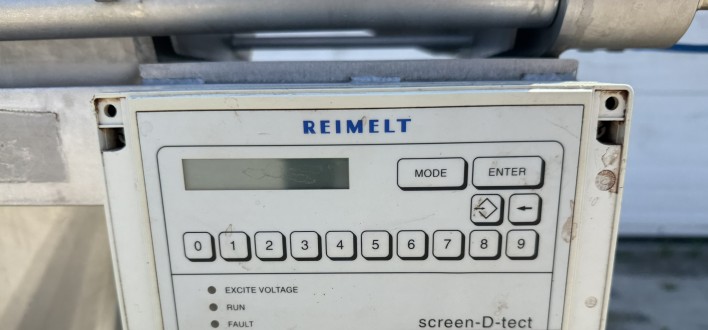 REIMELT
MODE ENTER
0 1 2 3 4 5 6 7 8 9
EXCITE VOLTAGE
RUN
FAULT
screen-D-tect